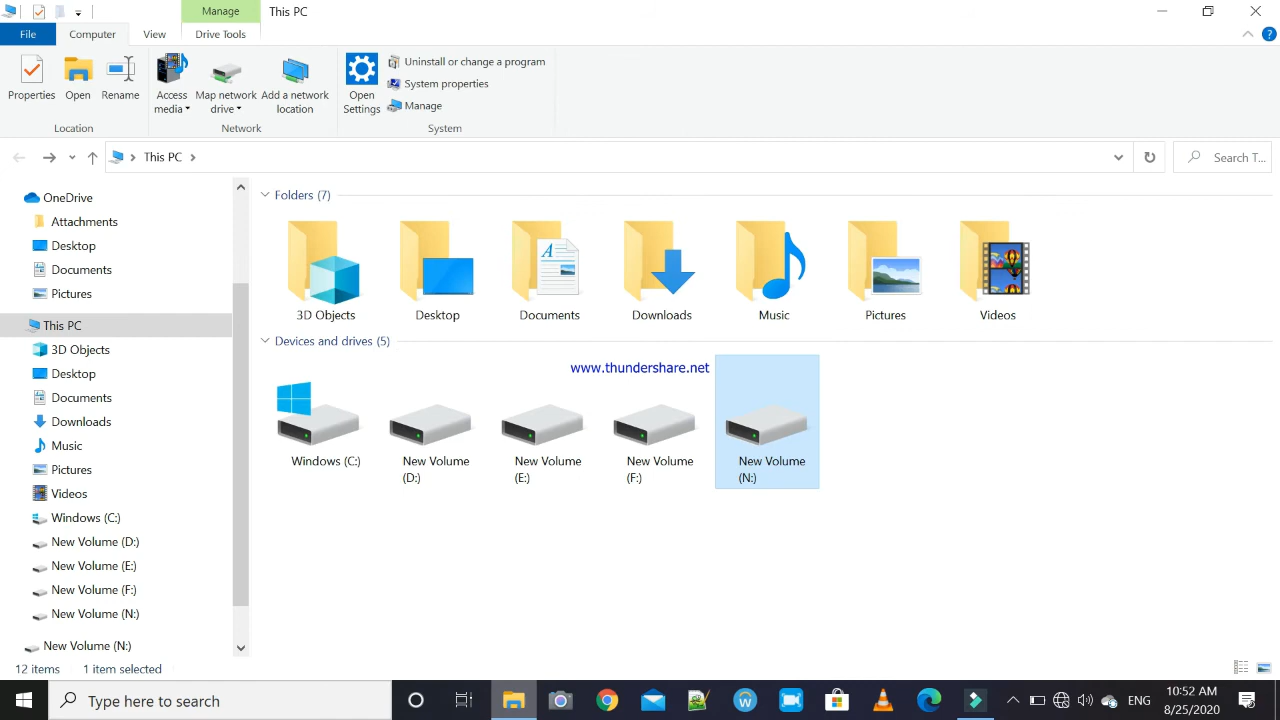 Manage
This PC
File
Computer
View
Drive Tools
Properties
Open
Rename
Access
media
Map network
drive
Add a network
location
Open
Settings
Uninstall or change a program
System properties
Manage
Location
Network
System
This PC
Search T...
OneDrive
Attachments
Desktop
Documents
Pictures
This PC
3D Objects
Desktop
Documents
Downloads
Music
Pictures
Videos
Windows (C:)
New Volume (D:)
New Volume (E:)
New Volume (F:)
New Volume (N:)
New Volume (N:)
Folders (7)
3D Objects
Desktop
Documents
Downloads
Music
Pictures
Videos
Devices and drives (5)
www.thundershare.net
Windows (C:)
New Volume
(D:)
New Volume
(E:)
New Volume
(F:)
New Volume
(N:)
12 items
1 item selected
Type here to search
ENG
10:52 AM
8/25/2020